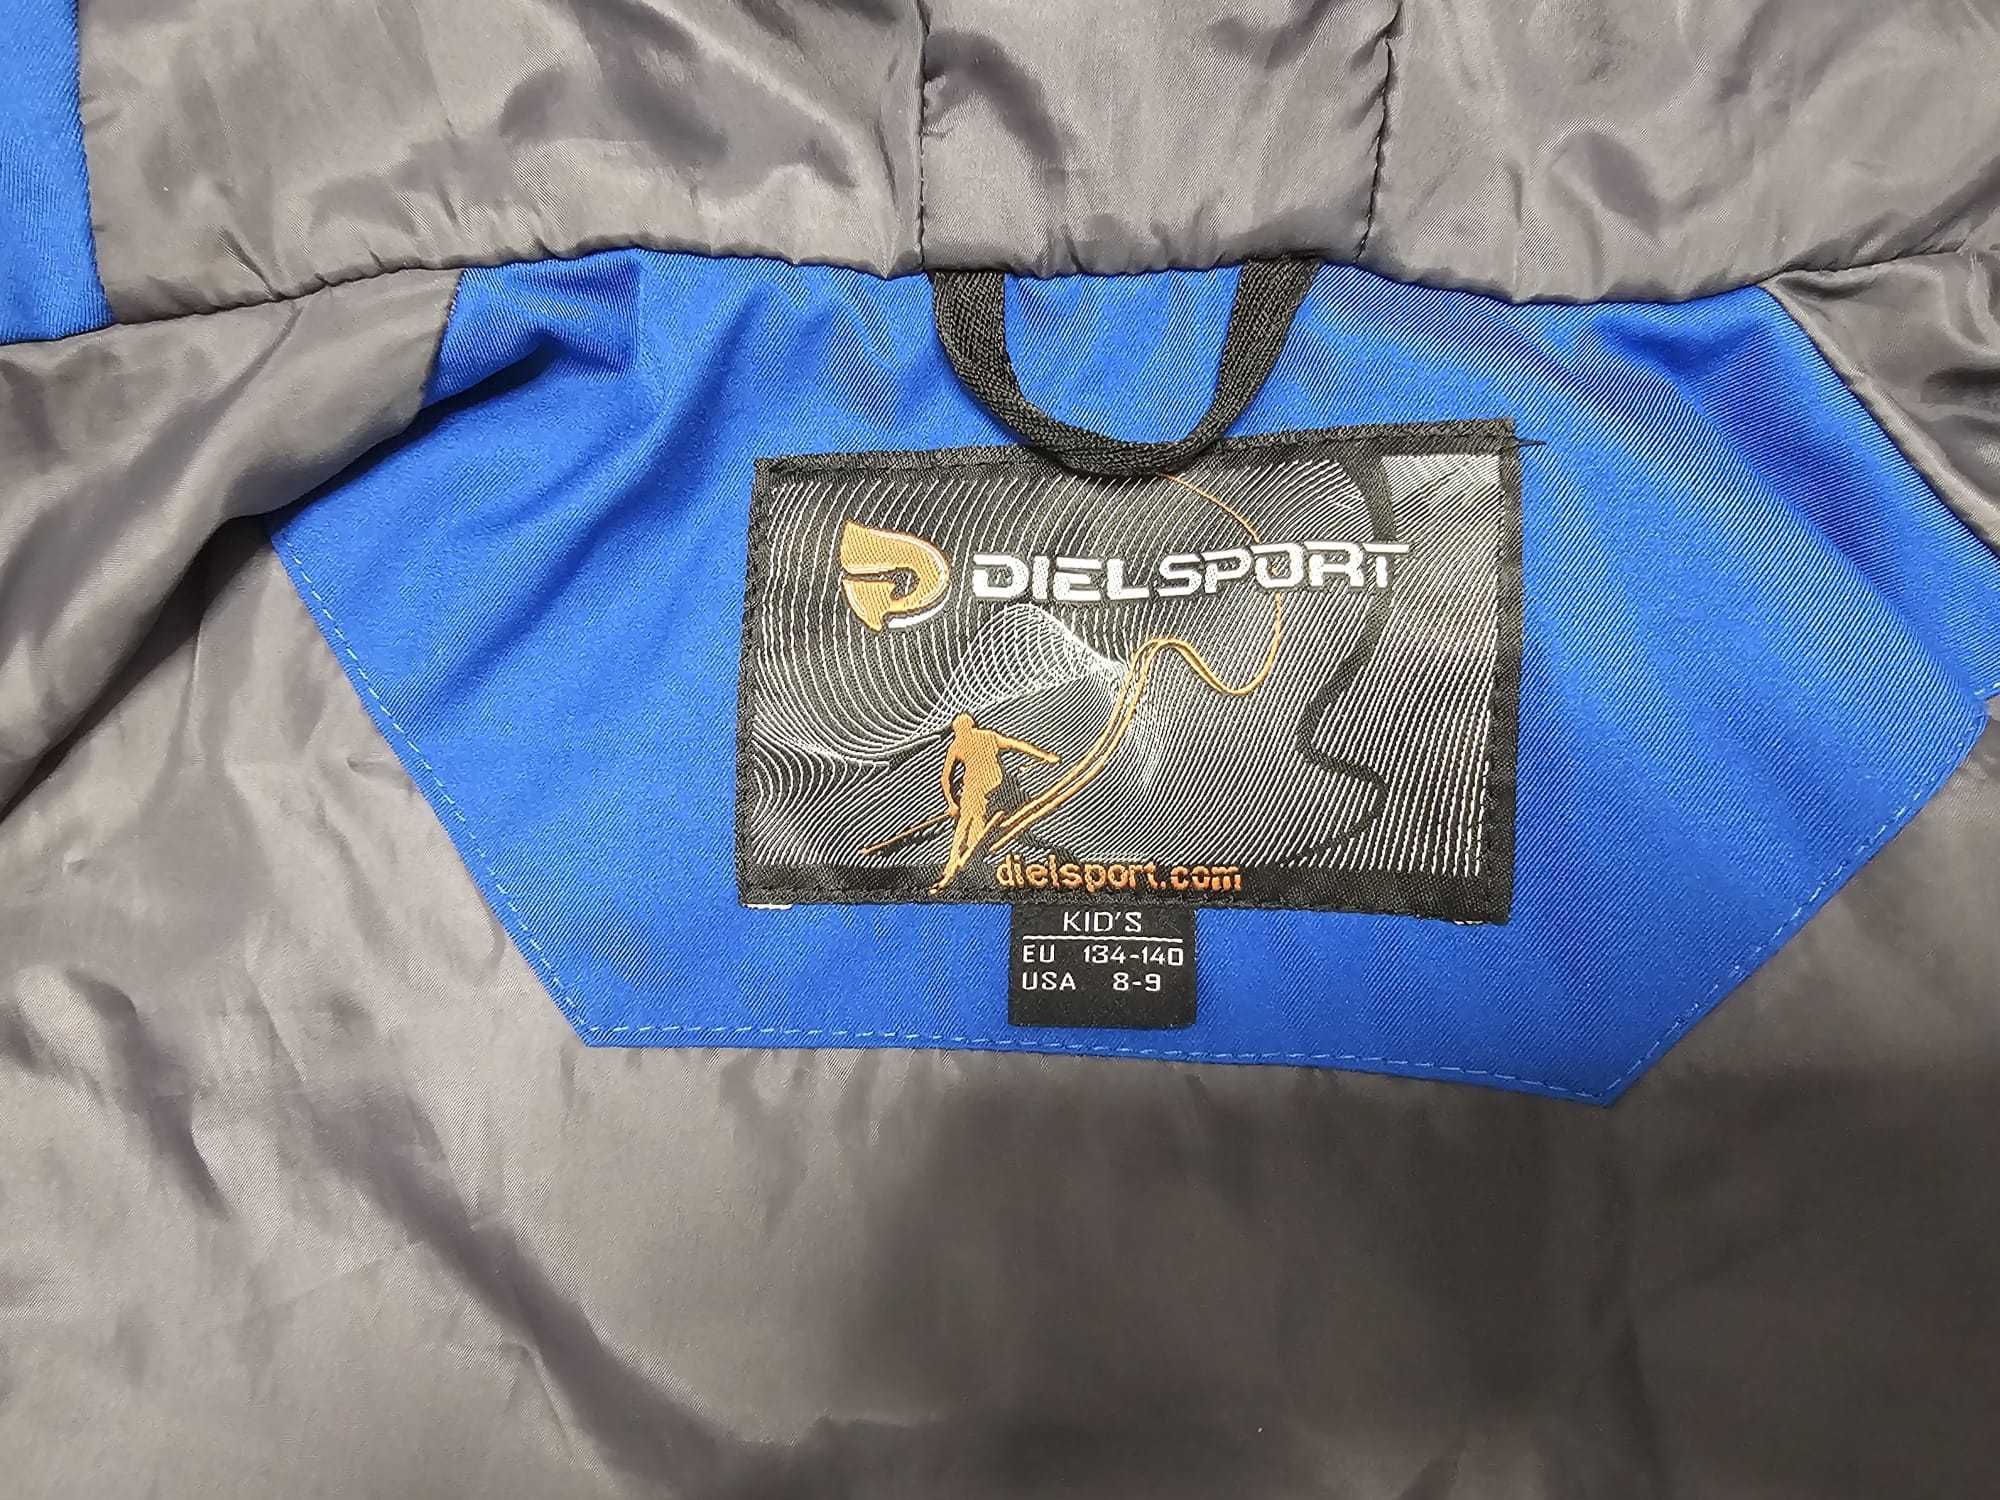 DIELSPORT
dielsport.com
KID'S
EU 134-140
USA 8-9